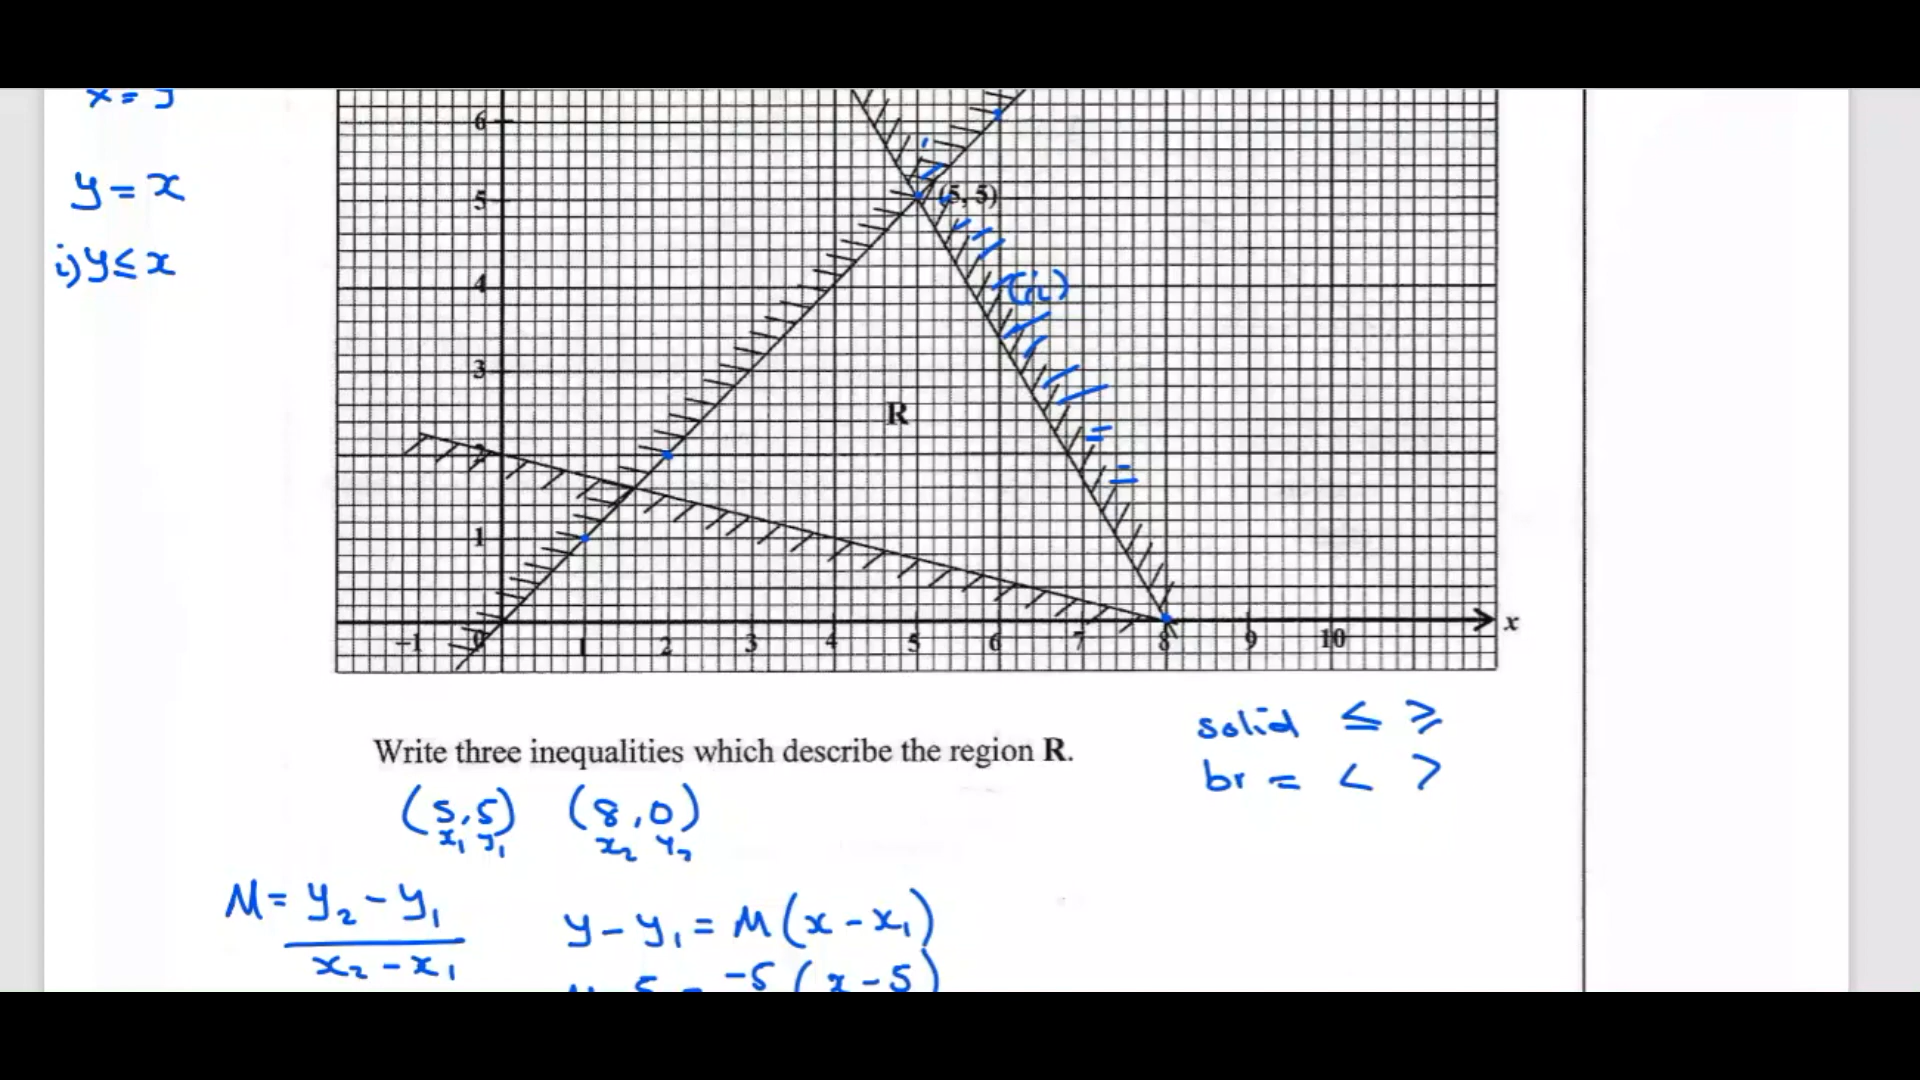 y = x
i) y ≤ x
6
5
(5, 5)
4
(ii)
3
R
2
1
-1 0 1 2 3 4 5 6 7 8 9 10 x
solid ≤ ≥
Write three inequalities which describe the region R.
br = < >
(5,5) (8,0)
x₁ y₁ x₂ y₂
M = y₂ - y₁
x₂ - x₁
y - y₁ = M(x - x₁)
-5 (x - 5)